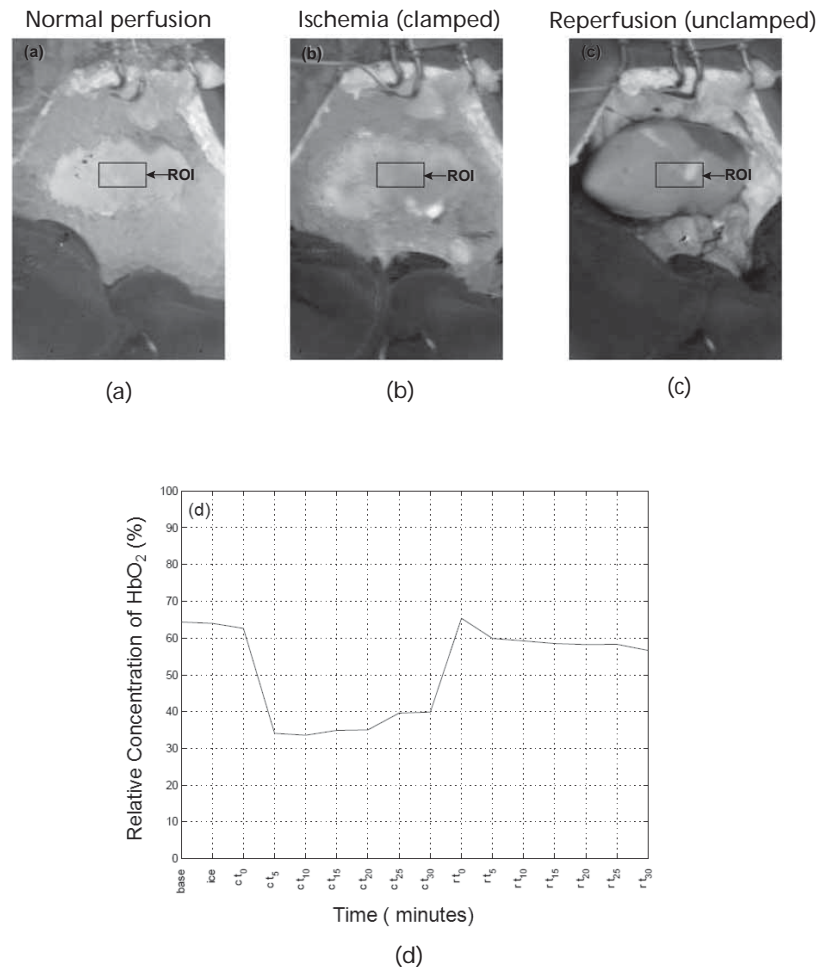 Normal perfusion
Ischemia (clamped)
Reperfusion (unclamped)
(a)
(b)
(c)
ROI
ROI
ROI
(a)
(b)
(c)
Relative Concentration of HbO₂ (%)
(d)
100
90
80
70
60
50
40
30
20
10
0
base
ice
c t₀
c t₅
c t₁₀
c t₁₅
c t₂₀
c t₂₅
c t₃₀
r t₀
r t₅
r t₁₀
r t₁₅
r t₂₀
r t₂₅
r t₃₀
Time ( minutes)
(d)